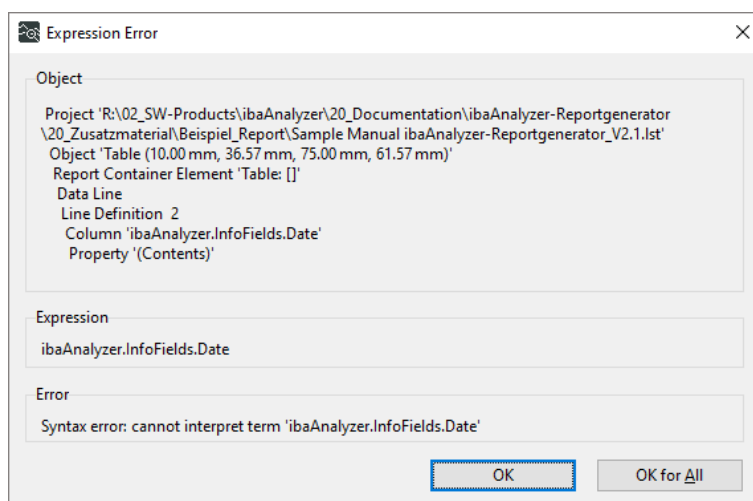 Expression Error
Object
Project 'R:\02_SW-Products\ibaAnalyzer\20_Documentation\ibaAnalyzer-Reportgenerator
\20_Zusatzmaterial\Beispiel_Report\Sample Manual ibaAnalyzer-Reportgenerator_V2.1.lst'
Object 'Table (10.00 mm, 36.57 mm, 75.00 mm, 61.57 mm)'
Report Container Element 'Table: []'
Data Line
Line Definition 2
Column 'ibaAnalyzer.InfoFields.Date'
Property '(Contents)'
Expression
ibaAnalyzer.InfoFields.Date
Error
Syntax error: cannot interpret term 'ibaAnalyzer.InfoFields.Date'
OK OK for All